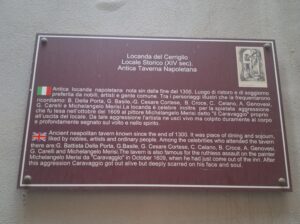 Locanda del Cerriglio
Locale Storico (XIV sec).
Antica Taverna Napoletana
Antica locanda napoletana nota sin dalla fine del 1300. Luogo di ristoro e di soggiorno,
preferita da nobili, artisti e gente comune. Tra i personaggi illustri che la frequentarono
ricordiamo: B. Della Porta, G. Basile, G. Cesare Cortese, B. Croce, C. Calano, A. Genovesi,
G. Carelli e Michelangelo Merisi. La locanda è celebre inoltre per la spietata aggressione,
che fu tesa nell'ottobre del 1609 al pittore Michelangelo Merisi detto "Il Caravaggio" proprio
all'uscita del locale. Da tale aggressione l'artista ne uscì vivo ma colpito duramente al corpo
e profondamente segnato sul volto e nello spirito.
Ancient neapolitan tavern known since the end of 1300. It was place of dining and sojourn,
liked by nobles, artists and ordinary people. Among the celebrities who attended the tavern
there are G. Battista Della Porta, G. Basile, G. Cesare Cortese, B. Croce, C. Calano, A. Genovesi,
G. Carelli and Michelangelo Merisi. The tavern is also famous for the ruthless assault on the painter
Michelangelo Merisi da "Caravaggio" in October 1609, when he had just come out of the inn. After
this aggression Caravaggio got out alive but deeply scarred on his face and soul.